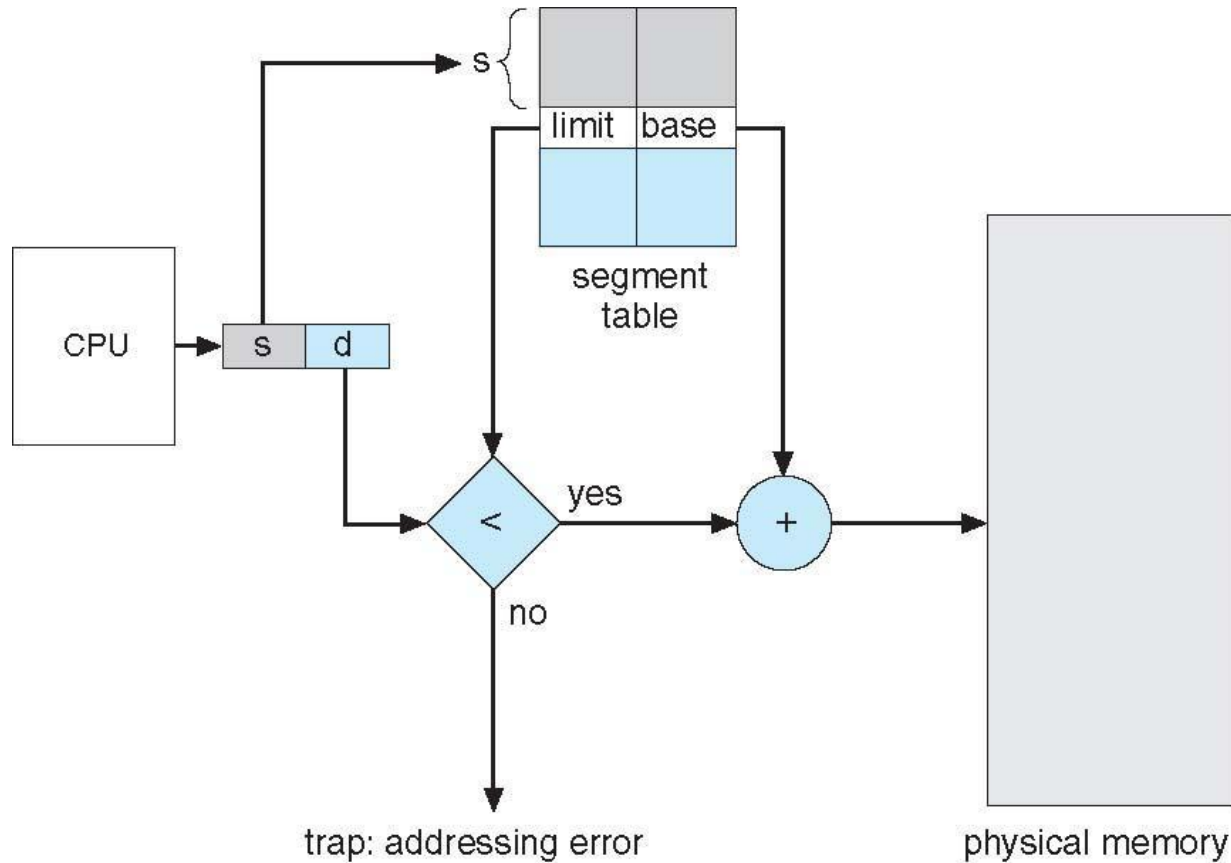 s
limit base
segment
table
CPU
s d
<
yes
+
no
trap: addressing error
physical memory